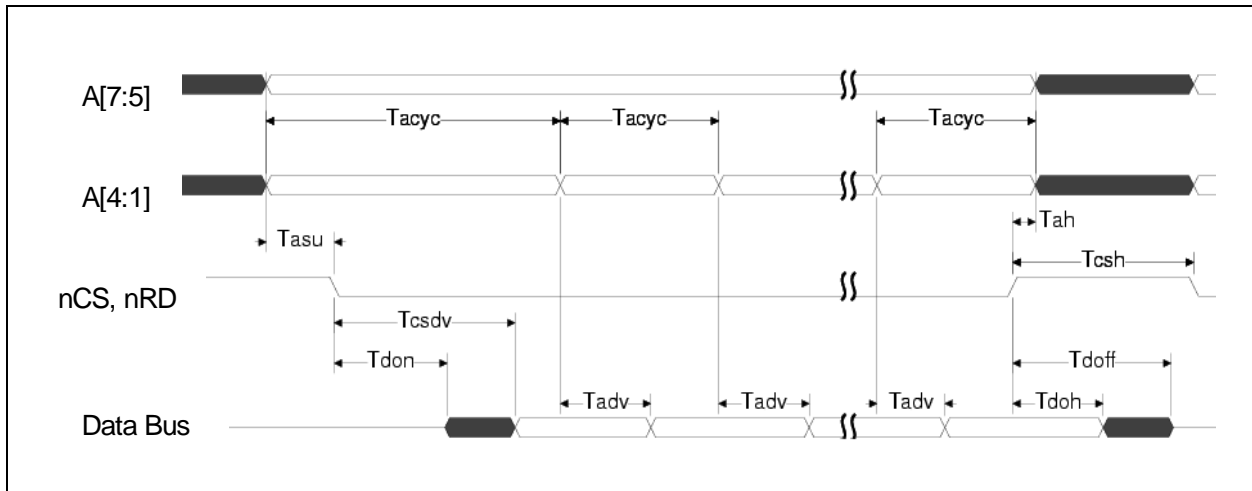 A[7:5]
Tacyc Tacyc Tacyc
A[4:1]
Tah
Tasu
Tcsh
nCS, nRD
Tcsdv
Tdon Tdoff
Tadv Tadv Tadv Tdoh
Data Bus